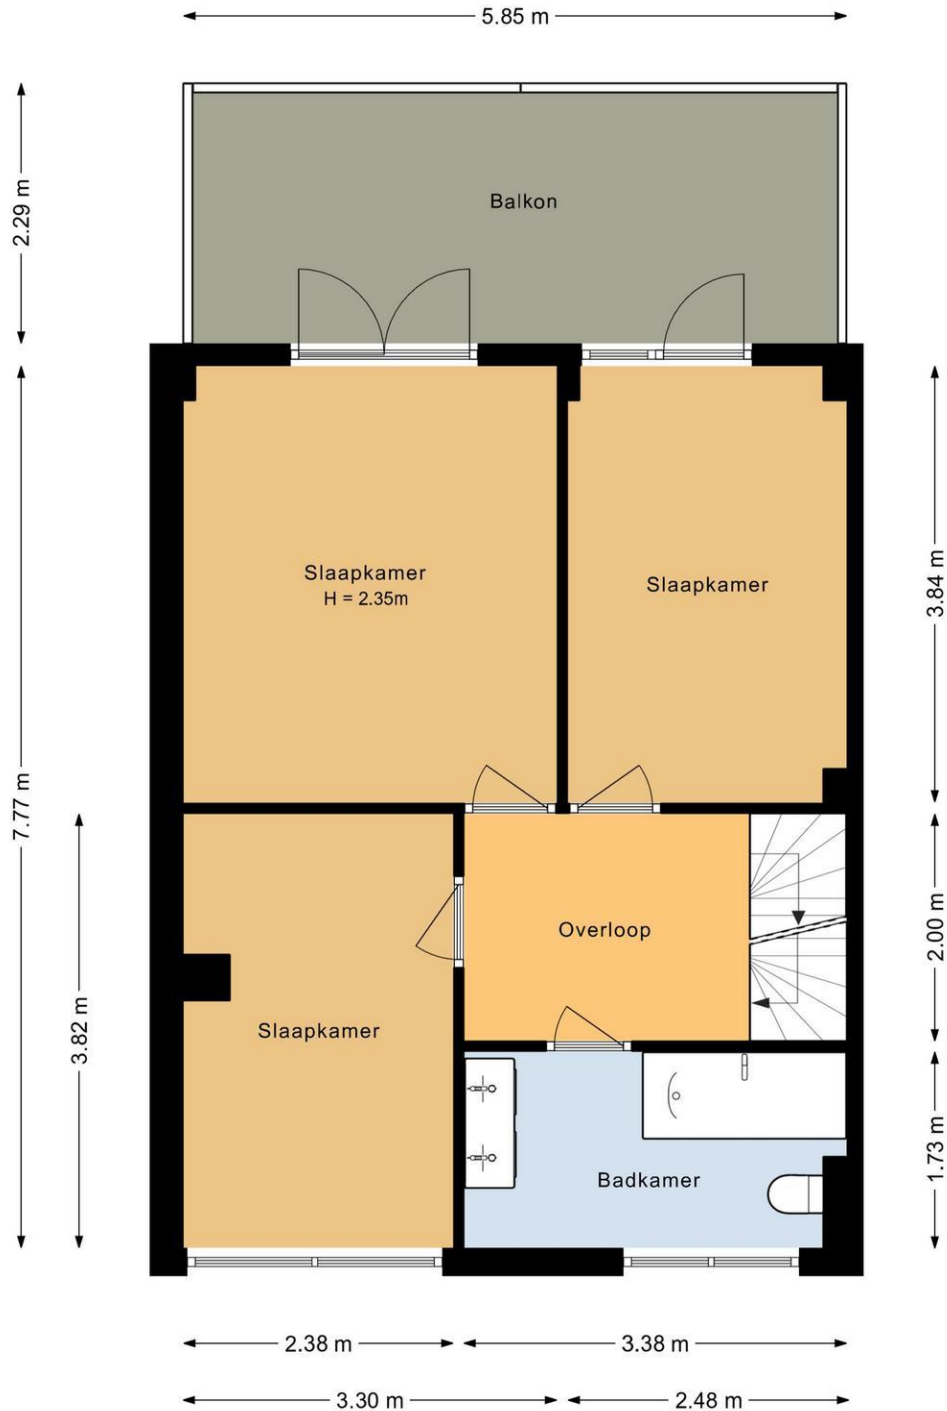 5.85 m
2.29 m
Balkon
Slaapkamer
H = 2.35m
Slaapkamer
3.84 m
7.77 m
Overloop
2.00 m
3.82 m
Slaapkamer
Badkamer
1.73 m
2.38 m
3.38 m
3.30 m
2.48 m